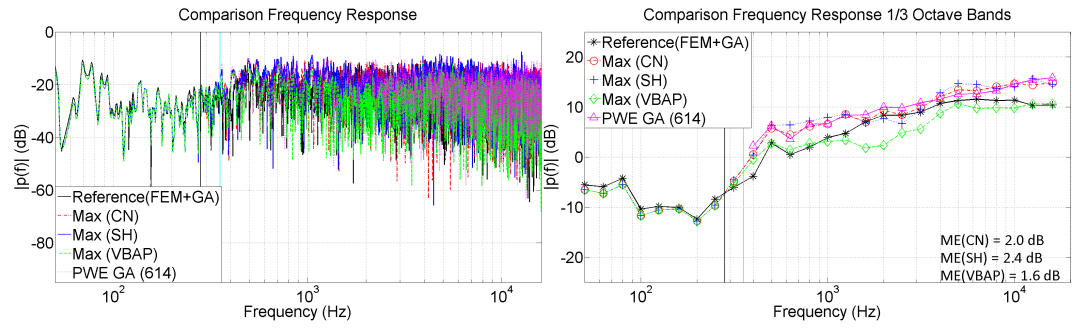 Comparison Frequency Response
0
-20
-40
-60
-80
|p(f)| (dB)
Reference(FEM+GA)
Max (CN)
Max (SH)
Max (VBAP)
PWE GA (614)
10^2
10^3
10^4
Frequency (Hz)
Comparison Frequency Response 1/3 Octave Bands
20
10
0
-10
-20
|p(f)| (dB)
Reference(FEM+GA)
Max (CN)
Max (SH)
Max (VBAP)
PWE GA (614)
ME(CN) = 2.0 dB
ME(SH) = 2.4 dB
ME(VBAP) = 1.6 dB
10^2
10^3
10^4
Frequency (Hz)